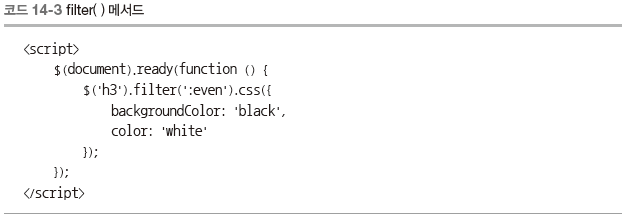 코드 14-3 filter( ) 메서드
<script>
$(document).ready(function () {
$('h3').filter(':even').css({
backgroundColor: 'black',
color: 'white'
});
});
</script>